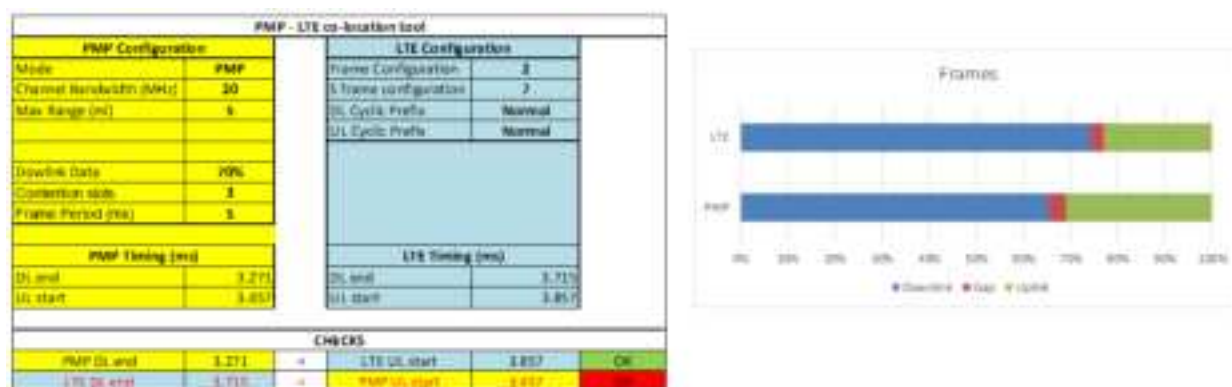 PMP - LTE co-location tool
PMP Configuration
LTE Configuration
Mode PMP
Frame Configuration 2
Channel Bandwidth (MHz) 20
S frame configuration 7
Max Range (mi) 5
DL Cyclic Prefix Normal
UL Cyclic Prefix Normal
Downlink Data 70%
Contention slots 3
Frame Period (ms) 5
PMP Timing (ms)
LTE Timing (ms)
DL end 3.271
DL end 3.715
UL start
UL start 3.857
CHECKS
PMP DL end 3.271 < LTE UL start 3.857 OK
LTE DL end 3.715 < PMP UL start
Frames
LTE
PMP
0% 10% 20% 30% 40% 50% 60% 70% 80% 90% 100%
Downlink Gap Uplink